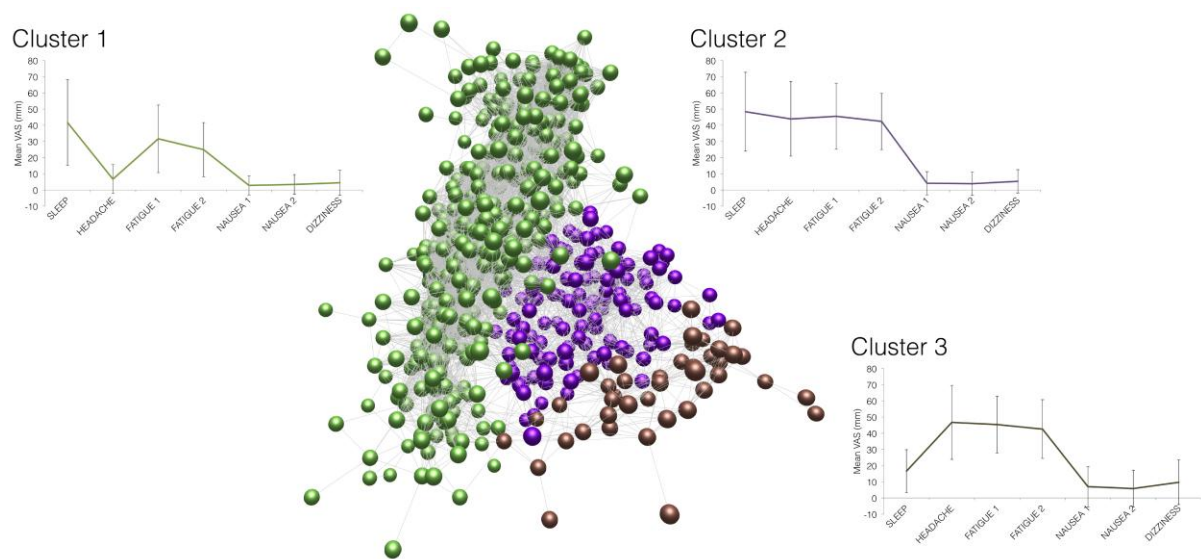 Cluster 1
Mean VAS (mm)
80
70
60
50
40
30
20
10
0
-10
SLEEP
HEADACHE
FATIGUE 1
FATIGUE 2
NAUSEA 1
NAUSEA 2
DIZZINESS
Cluster 2
Mean VAS (mm)
80
70
60
50
40
30
20
10
0
-10
SLEEP
HEADACHE
FATIGUE 1
FATIGUE 2
NAUSEA 1
NAUSEA 2
DIZZINESS
Cluster 3
Mean VAS (mm)
80
70
60
50
40
30
20
10
0
-10
SLEEP
HEADACHE
FATIGUE 1
FATIGUE 2
NAUSEA 1
NAUSEA 2
DIZZINESS